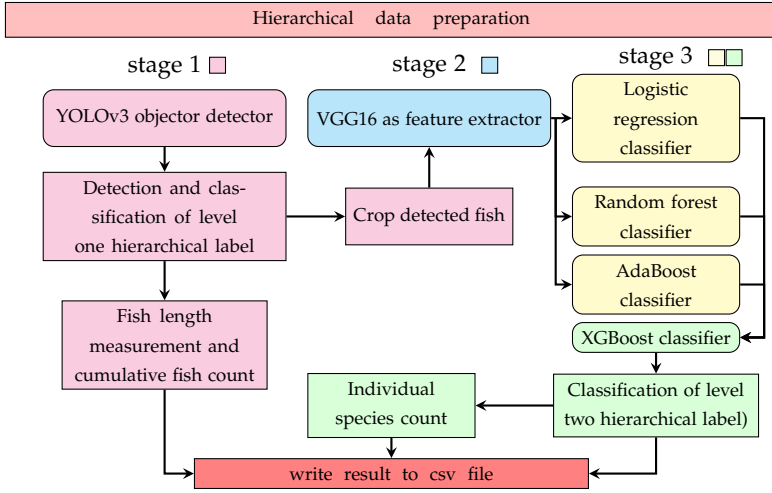 Hierarchical data preparation
stage 1
stage 2
stage 3
YOLOv3 objector detector
VGG16 as feature extractor
Logistic
regression
classifier
Detection and clas-
sification of level
one hierarchical label
Crop detected fish
Random forest
classifier
AdaBoost
classifier
Fish length
measurement and
cumulative fish count
XGBoost classifier
Individual
species count
Classification of level
two hierarchical label)
write result to csv file